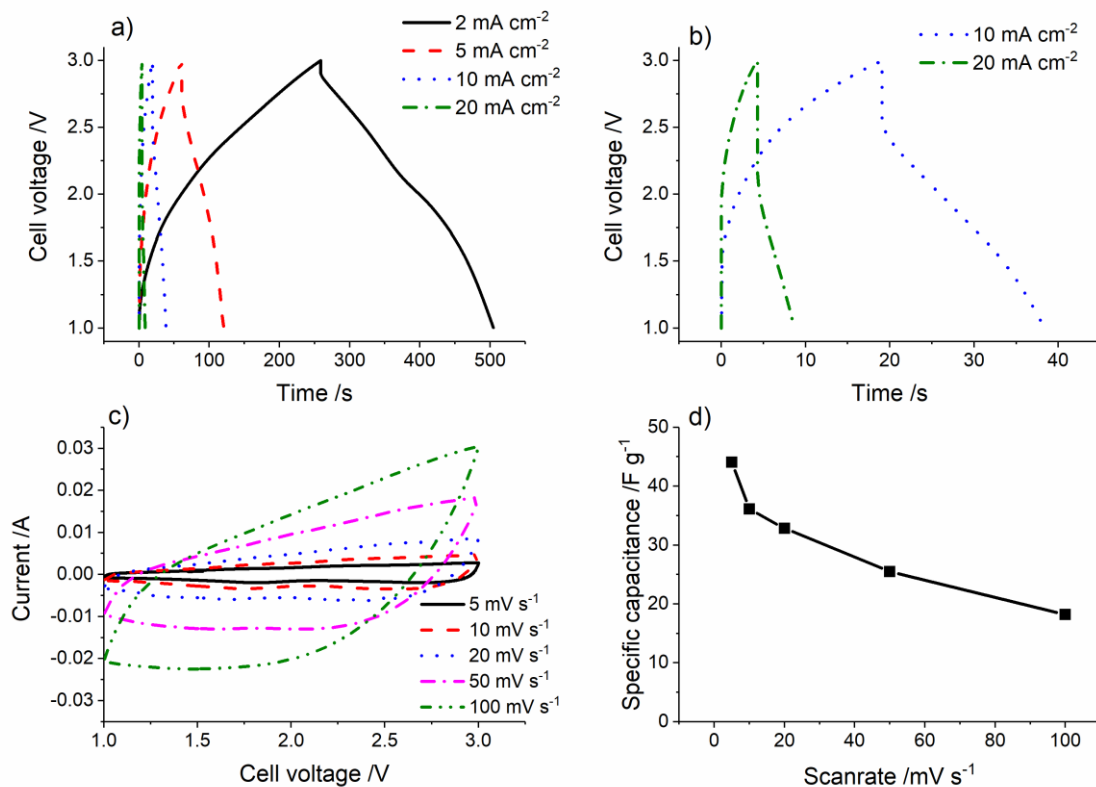 a)
2 mA cm⁻²
5 mA cm⁻²
10 mA cm⁻²
20 mA cm⁻²
3.0
2.5
2.0
1.5
1.0
Cell voltage /V
0 100 200 300 400 500
Time /s
b)
10 mA cm⁻²
20 mA cm⁻²
3.0
2.5
2.0
1.5
1.0
Cell voltage /V
0 10 20 30 40
Time /s
c)
0.03
0.02
0.01
0.00
-0.01
-0.02
-0.03
Current /A
5 mV s⁻¹
10 mV s⁻¹
20 mV s⁻¹
50 mV s⁻¹
100 mV s⁻¹
1.0 1.5 2.0 2.5 3.0
Cell voltage /V
d)
50
40
30
20
10
0
Specific capacitance /F g⁻¹
0 20 40 60 80 100
Scanrate /mV s⁻¹